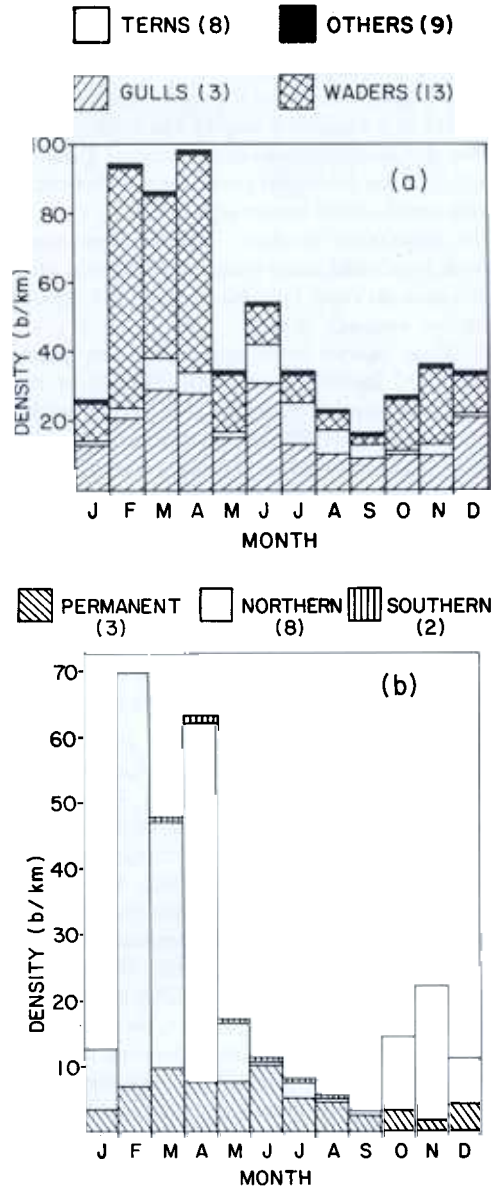 TERNS (8) OTHERS (9)
GULLS (3) WADERS (13)
100
(a)
80
60
40
20
DENSITY (b/km)
J F M A M J J A S O N D
MONTH
PERMANENT (3) NORTHERN (8) SOUTHERN (2)
70
(b)
60
50
40
30
20
10
DENSITY (b/km)
J F M A M J J A S O N D
MONTH